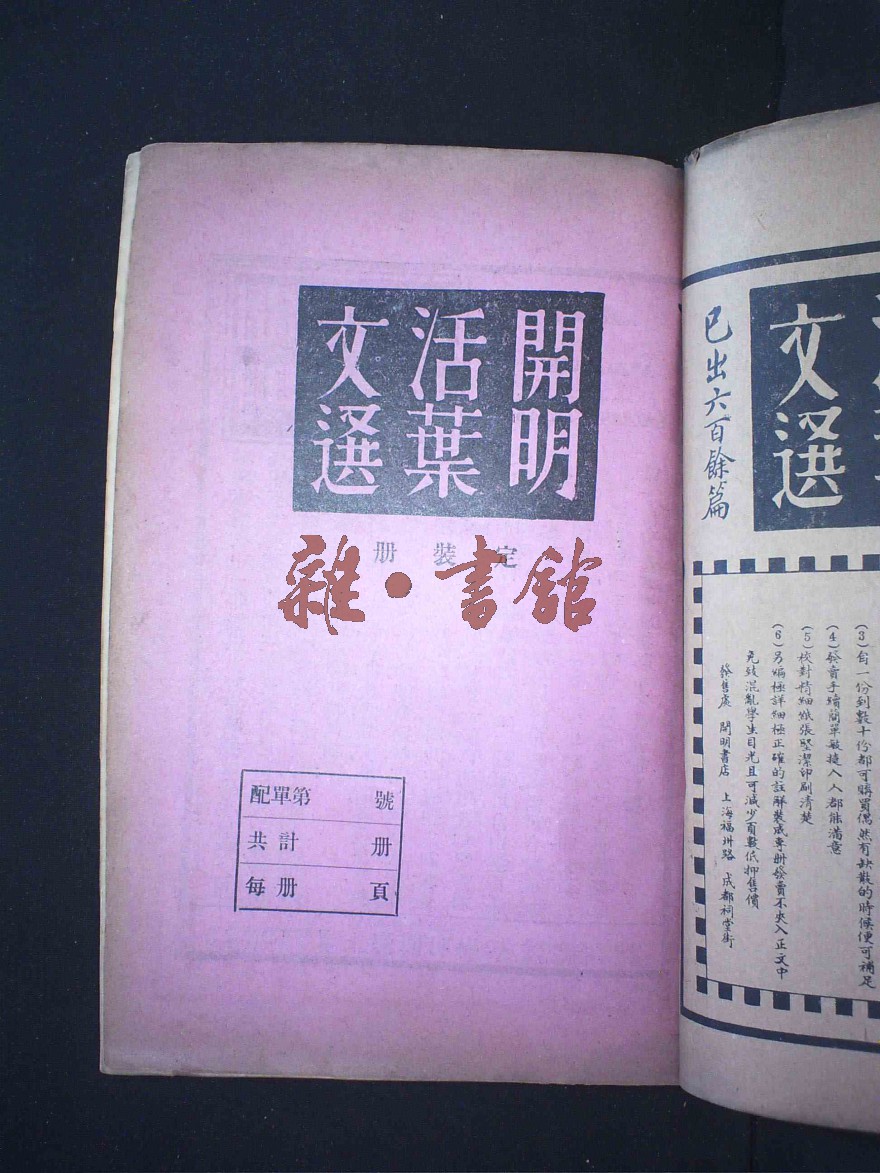 開明
活葉
文選
定裝冊
雜·書館
配單第 號
共計 冊
每冊 頁
文選
已出六百餘篇
(3)自一份到數十份都可購買偶然有缺散的時候便可補足
(4)發賣手續簡單敏捷人人都能滿意
(5)校對精細紙張堅潔印刷清楚
(6)另編極詳細極正確的註解裝成專冊發賣不夾入正文中
免致混亂學生目光且可減少頁數低抑售價
發售處 開明書店 上海福州路 成都祠堂街